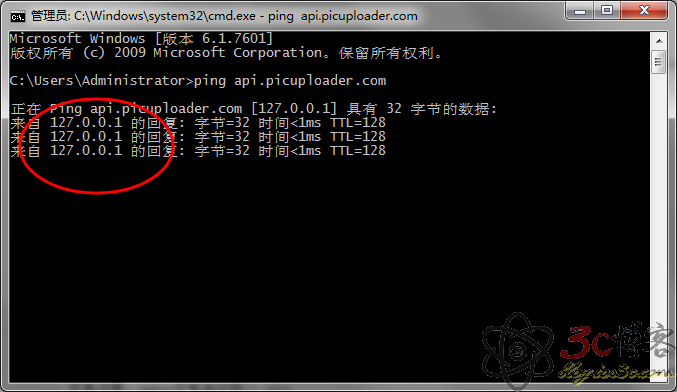 管理员: C:\Windows\system32\cmd.exe - ping  api.picuploader.com
Microsoft Windows [版本 6.1.7601]
版权所有 (c) 2009 Microsoft Corporation。保留所有权利。
C:\Users\Administrator>ping api.picuploader.com
正在 Ping api.picuploader.com [127.0.0.1] 具有 32 字节的数据:
来自 127.0.0.1 的回复: 字节=32 时间<1ms TTL=128
来自 127.0.0.1 的回复: 字节=32 时间<1ms TTL=128
来自 127.0.0.1 的回复: 字节=32 时间<1ms TTL=128
3c博客